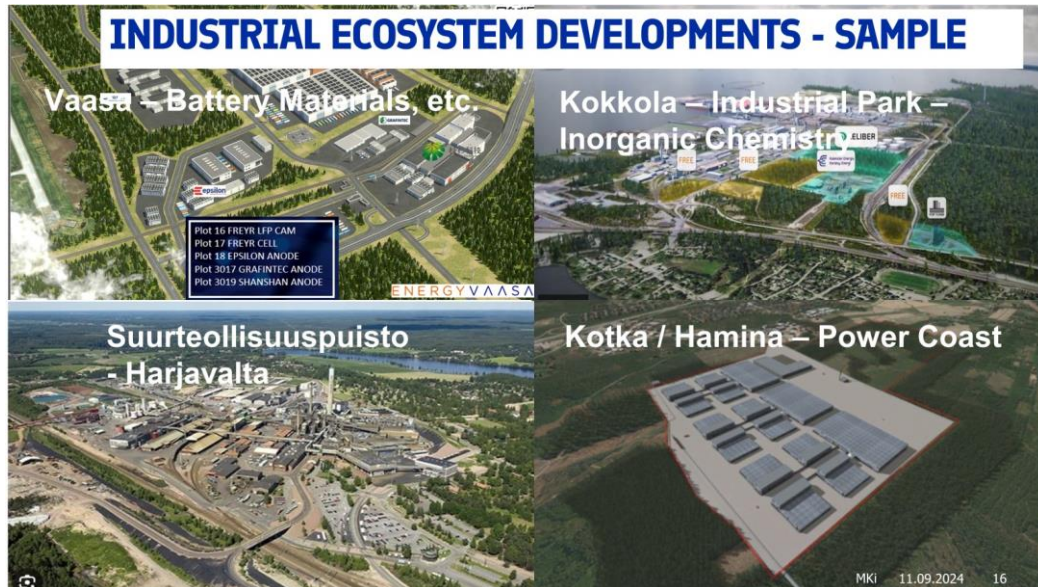 INDUSTRIAL ECOSYSTEM DEVELOPMENTS - SAMPLE
Vaasa – Battery Materials, etc.
GRAFINTEC
epsilon
Plot 16 FREYR LFP CAM
Plot 17 FREYR CELL
Plot 18 EPSILON ANODE
Plot 3017 GRAFINTEC ANODE
Plot 3019 SHANSHAN ANODE
ENERGYVAASA
Kokkola – Industrial Park –
Inorganic Chemistry
ELIBER
FREE
FREE
FREE
Suurteollisuuspuisto
- Harjavalta
Kotka / Hamina – Power Coast
MKi 11.09.2024 16